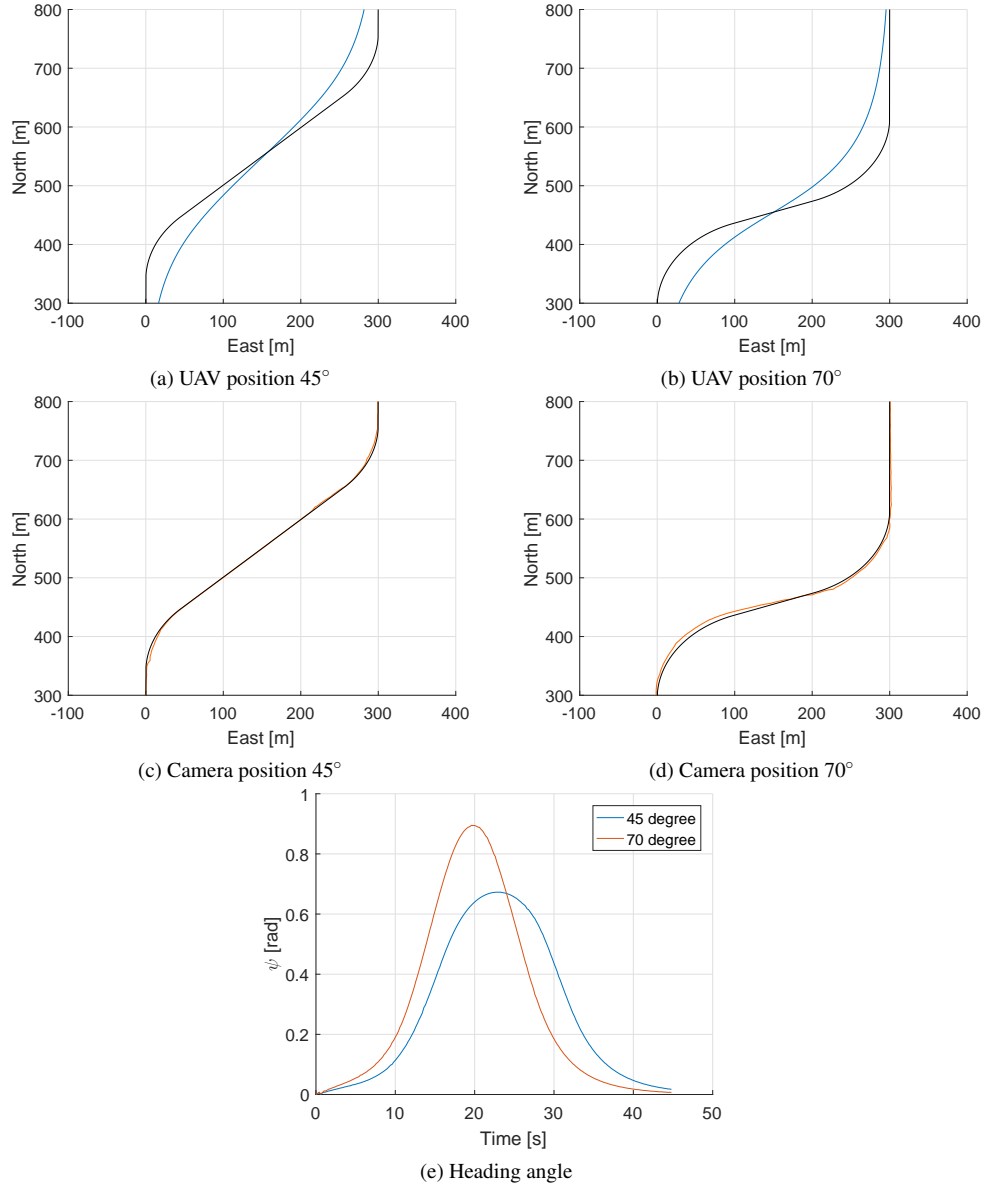 800
700
600
500
400
300
North [m]
-100 0 100 200 300 400
East [m]
(a) UAV position 45°
800
700
600
500
400
300
North [m]
-100 0 100 200 300 400
East [m]
(b) UAV position 70°
800
700
600
500
400
300
North [m]
-100 0 100 200 300 400
East [m]
(c) Camera position 45°
800
700
600
500
400
300
North [m]
-100 0 100 200 300 400
East [m]
(d) Camera position 70°
1
0.8
0.6
0.4
0.2
0
ψ [rad]
45 degree
70 degree
0 10 20 30 40 50
Time [s]
(e) Heading angle